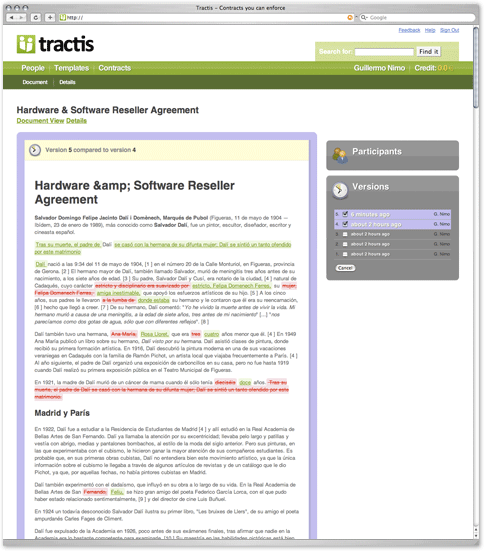 Tractis – Contracts you can enforce
http://
Google
Feedback Help Sign Out
tractis
Search for: Find it
People Templates Contracts
Guillermo Nimo Credit: 0.0
Document Details
Hardware & Software Reseller Agreement
Document View Details
Version 5 compared to version 4
Participants
Versions
5. 6 minutes ago G. Nimo
4. about 2 hours ago G. Nimo
3. about 2 hours ago G. Nimo
2. about 2 hours ago G. Nimo
1. about 2 hours ago G. Nimo
Cancel
Hardware &amp; Software Reseller
Agreement
Salvador Domingo Felipe Jacinto Dalí i Domènech, Marqués de Pubol (Figueras, 11 de mayo de 1904 —
ibídem, 23 de enero de 1989), más conocido como Salvador Dalí, fue un pintor, escultor, diseñador, escritor y
cineasta español.
Tras su muerte, el padre de Dalí se casó con la hermana de su difunta mujer; Dalí se sintió un tanto ofendido
por este matrimonio
Dalí nació a las 9:34 del 11 de mayo de 1904, [1] en el número 20 de la Calle Monturiol, en Figueras, provincia
de Gerona. [2] El hermano mayor de Dalí, también llamado Salvador, murió de meningitis tres años antes de su
nacimiento, a los siete años de edad. [3] Su padre, Salvador Dalí y Cusí, era notario de la ciudad, [4] natural de
Cadaqués, cuyo carácter estricto y disciplinario era suavizado por estricto, Felipa Domenech Ferres, su mujer,
Felipa Domenech Ferres, amiga inestimable, que apoyó los esfuerzos artísticos de su hijo. [5] A los cinco
años, sus padres le llevaron a la tumba de donde estaba su hermano y le contaron que él era su reencarnación,
[6] hecho que llegó a creer. [7] De su hermano, Dalí comentó: "Yo he vivido la muerte antes de vivir la vida. Mi
hermano murió a causa de una meningitis, a la edad de siete años, tres antes de mi nacimiento" [...] "nos
parecíamos como dos gotas de agua, sólo que con diferentes reflejos". [8]
Dalí también tuvo una hermana, Ana María, Rosa Llonet, que era tres cuatro años menor que él. [4] En 1949
Ana María publicó un libro sobre su hermano, Dalí visto por su hermana. Dalí asistió clases de pintura, donde
recibió su primera formación artística. En 1916, Dalí descubrió la pintura moderna en una de sus vacaciones
veraniegas en Cadaqués con la familia de Ramón Pichot, un artista local que viajaba frecuentemente a París. [4]
Al año siguiente, el padre de Dalí organizó una exposición de carboncillos en su casa, pero no fue hasta 1919
cuando Dalí realizó su primera exposición pública en el Teatro Municipal de Figueras.
En 1921, la madre de Dalí murió de un cáncer de mama cuando él sólo tenía dieciséis doce años. Tras su
muerte, el padre de Dalí se casó con la hermana de su difunta mujer; Dalí se sintió un tanto ofendido por este
matrimonio.
Madrid y París
En 1922, Dalí fue a estudiar a la Residencia de Estudiantes de Madrid [4] y allí estudió en la Real Academia de
Bellas Artes de San Fernando. Dalí ya llamaba la atención por su excentricidad; llevaba pelo largo y patillas y
vestía con abrigo, medias y pantalones bombachos, al estilo de la moda del siglo anterior. Pero sus pinturas, en
las que experimentaba con el cubismo, le hicieron ganar la mayor atención de sus compañeros estudiantes. Es
probable que, en sus primeras obras cubistas, Dalí no entendiera bien este movimiento artístico, ya que la única
información sobre el cubismo le llegaba a través de algunos artículos de revistas y de un catálogo que le dio
Pichot, ya que, por aquellas fechas, no había pintores cubistas en Madrid.
Dalí también experimentó con el dadaísmo, que influyó en su obra a lo largo de su vida. En la Real Academia de
Bellas Artes de San Fernando, Feliu, se hizo gran amigo del poeta Federico García Lorca, con el que pudo
haber estado relacionado sentimentalmente, [9] y del director de cine Luis Buñuel.
En 1924 un todavía desconocido Salvador Dalí ilustra su primer libro, "Les bruixes de Llers", de su amigo el poeta
ampurdanés Carles Fages de Climent.
Dalí fue expulsado de la Academia en 1926, poco antes de sus exámenes finales, tras afirmar que nadie en la